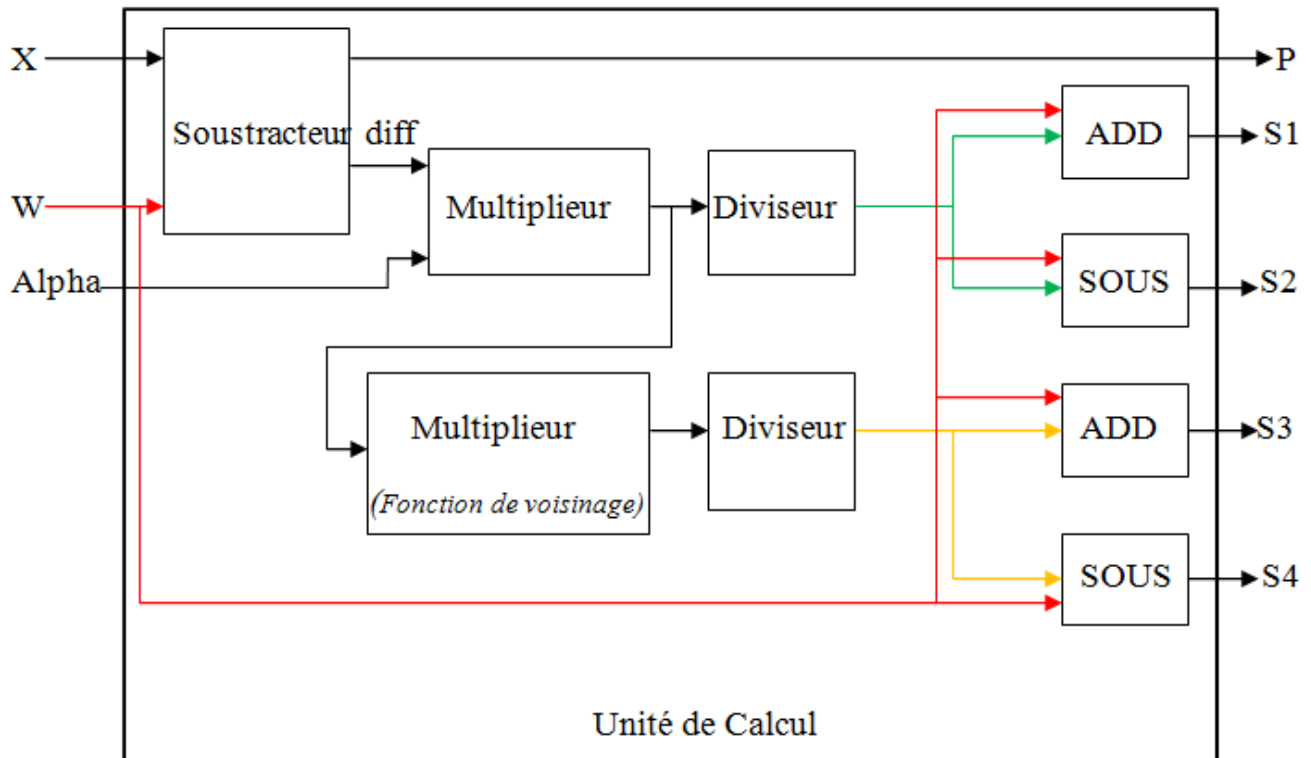 X
P
ADD
S1
Soustracteur diff
W
Multiplieur
Diviseur
Alpha
SOUS
S2
Multiplieur
(Fonction de voisinage)
Diviseur
ADD
S3
SOUS
S4
Unité de Calcul